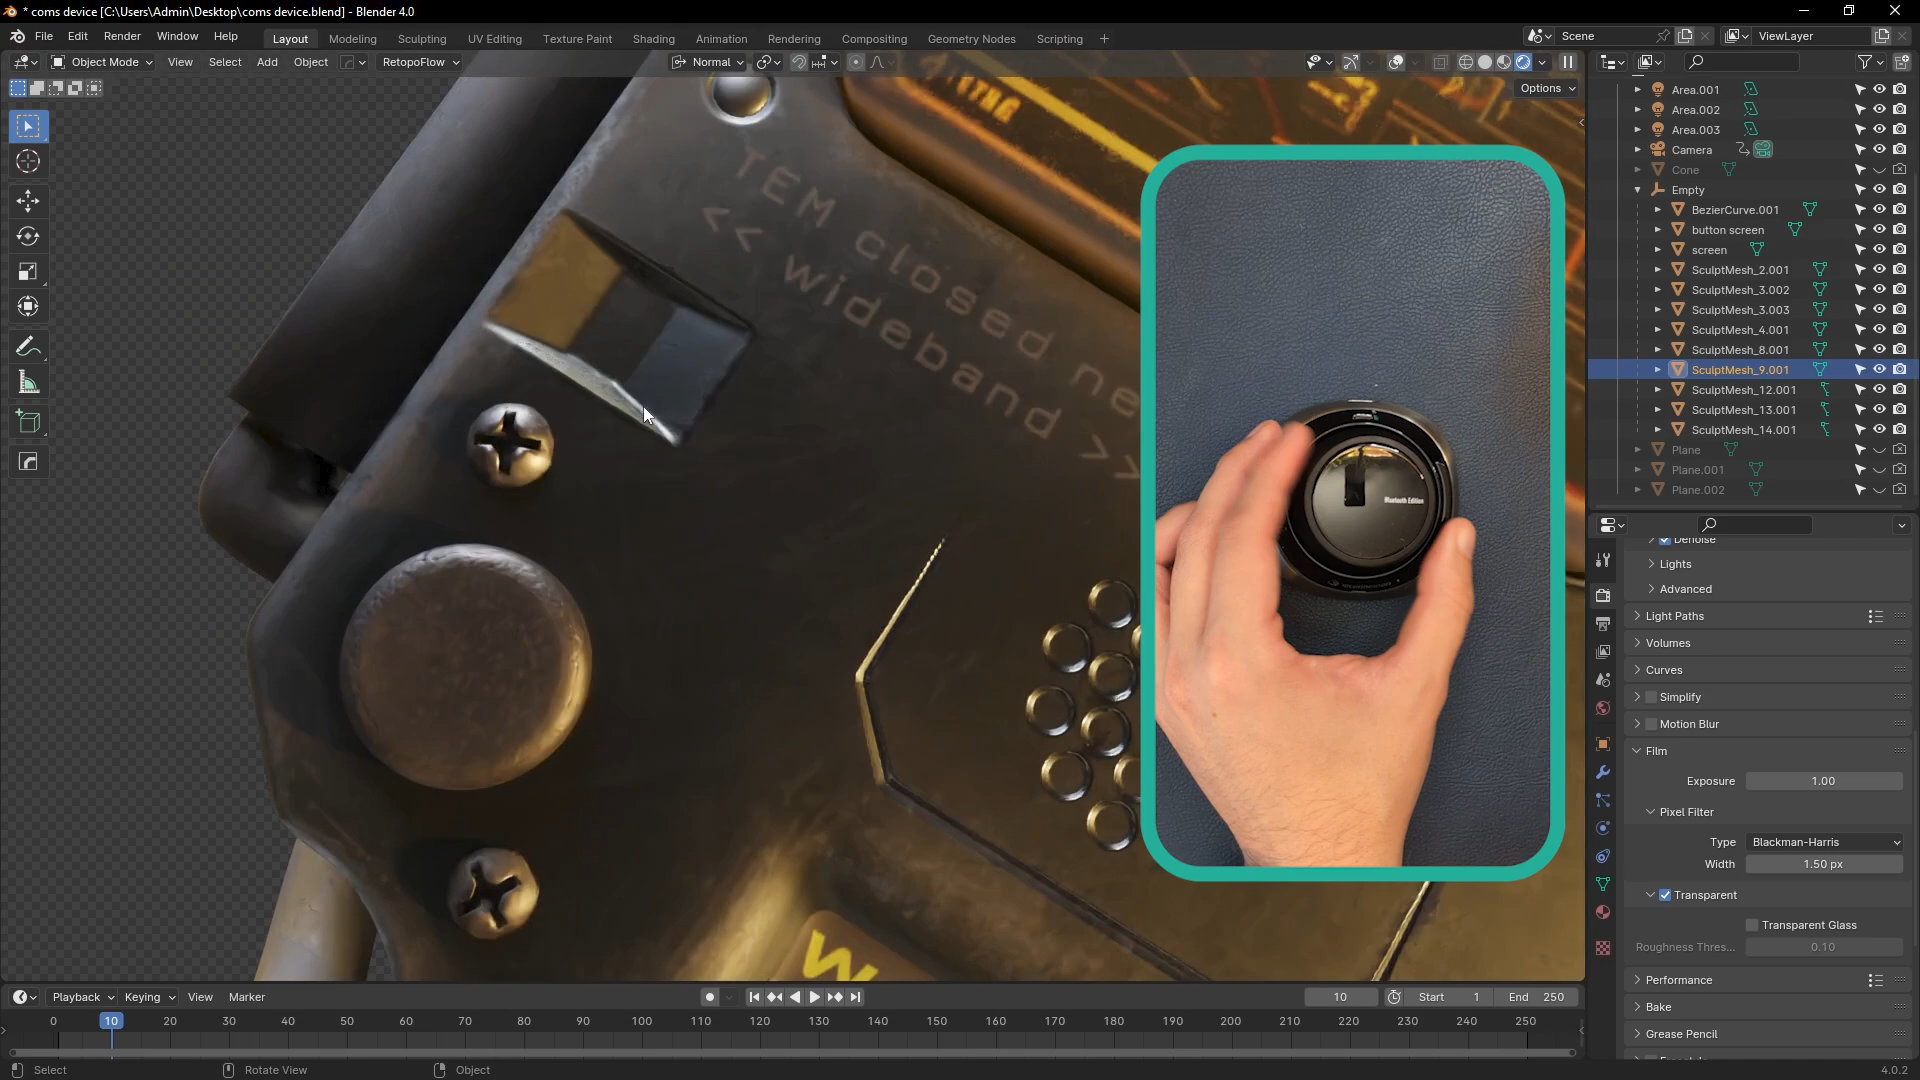 * coms device [C:\Users\Admin\Desktop\coms device.blend] - Blender 4.0
File Edit Render Window Help
Layout Modeling Sculpting UV Editing Texture Paint Shading Animation Rendering Compositing Geometry Nodes Scripting +
Scene
ViewLayer
Object Mode View Select Add Object RetopoFlow
Normal
Options
Area.001
Area.002
Area.003
Camera
Cone
Empty
BezierCurve.001
button screen
screen
SculptMesh_2.001
SculptMesh_3.002
SculptMesh_3.003
SculptMesh_4.001
SculptMesh_8.001
SculptMesh_9.001
SculptMesh_12.001
SculptMesh_13.001
SculptMesh_14.001
Plane
Plane.001
Plane.002
TEM closed ne
<< wideband >>
Bluetooth Edition
W
Denoise
Lights
Advanced
Light Paths
Volumes
Curves
Simplify
Motion Blur
Film
Exposure 1.00
Pixel Filter
Type Blackman-Harris
Width 1.50 px
Transparent
Transparent Glass
Roughness Thres... 0.10
Performance
Bake
Grease Pencil
Playback Keying View Marker
10
Start 1
End 250
0 10 20 30 40 50 60 70 80 90 100 110 120 130 140 150 160 170 180 190 200 210 220 230 240 250
Select
Rotate View
Object
4.0.2